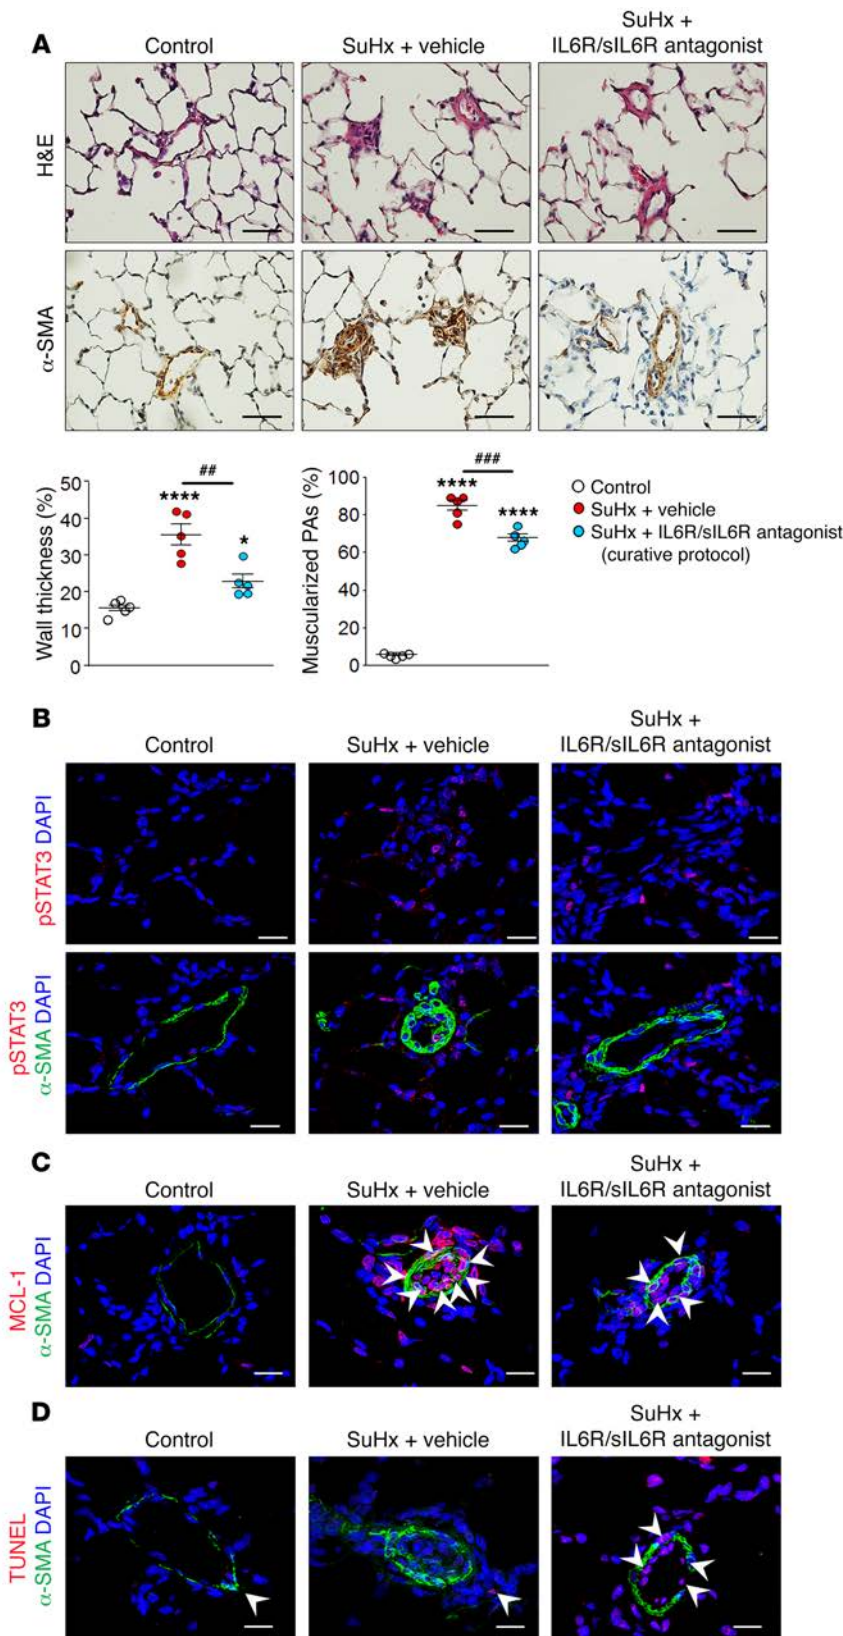 A
Control
SuHx + vehicle
SuHx +
IL6R/sIL6R antagonist
H&E
α-SMA
Wall thickness (%)
50
40
30
20
10
0
****
##
*
Muscularized PAs (%)
100
80
60
40
20
0
****
###
****
Control
SuHx + vehicle
SuHx + IL6R/sIL6R antagonist
(curative protocol)
B
Control
SuHx + vehicle
SuHx +
IL6R/sIL6R antagonist
pSTAT3 DAPI
pSTAT3
α-SMA DAPI
C
Control
SuHx + vehicle
SuHx +
IL6R/sIL6R antagonist
MCL-1
α-SMA DAPI
D
Control
SuHx + vehicle
SuHx +
IL6R/sIL6R antagonist
TUNEL
α-SMA DAPI